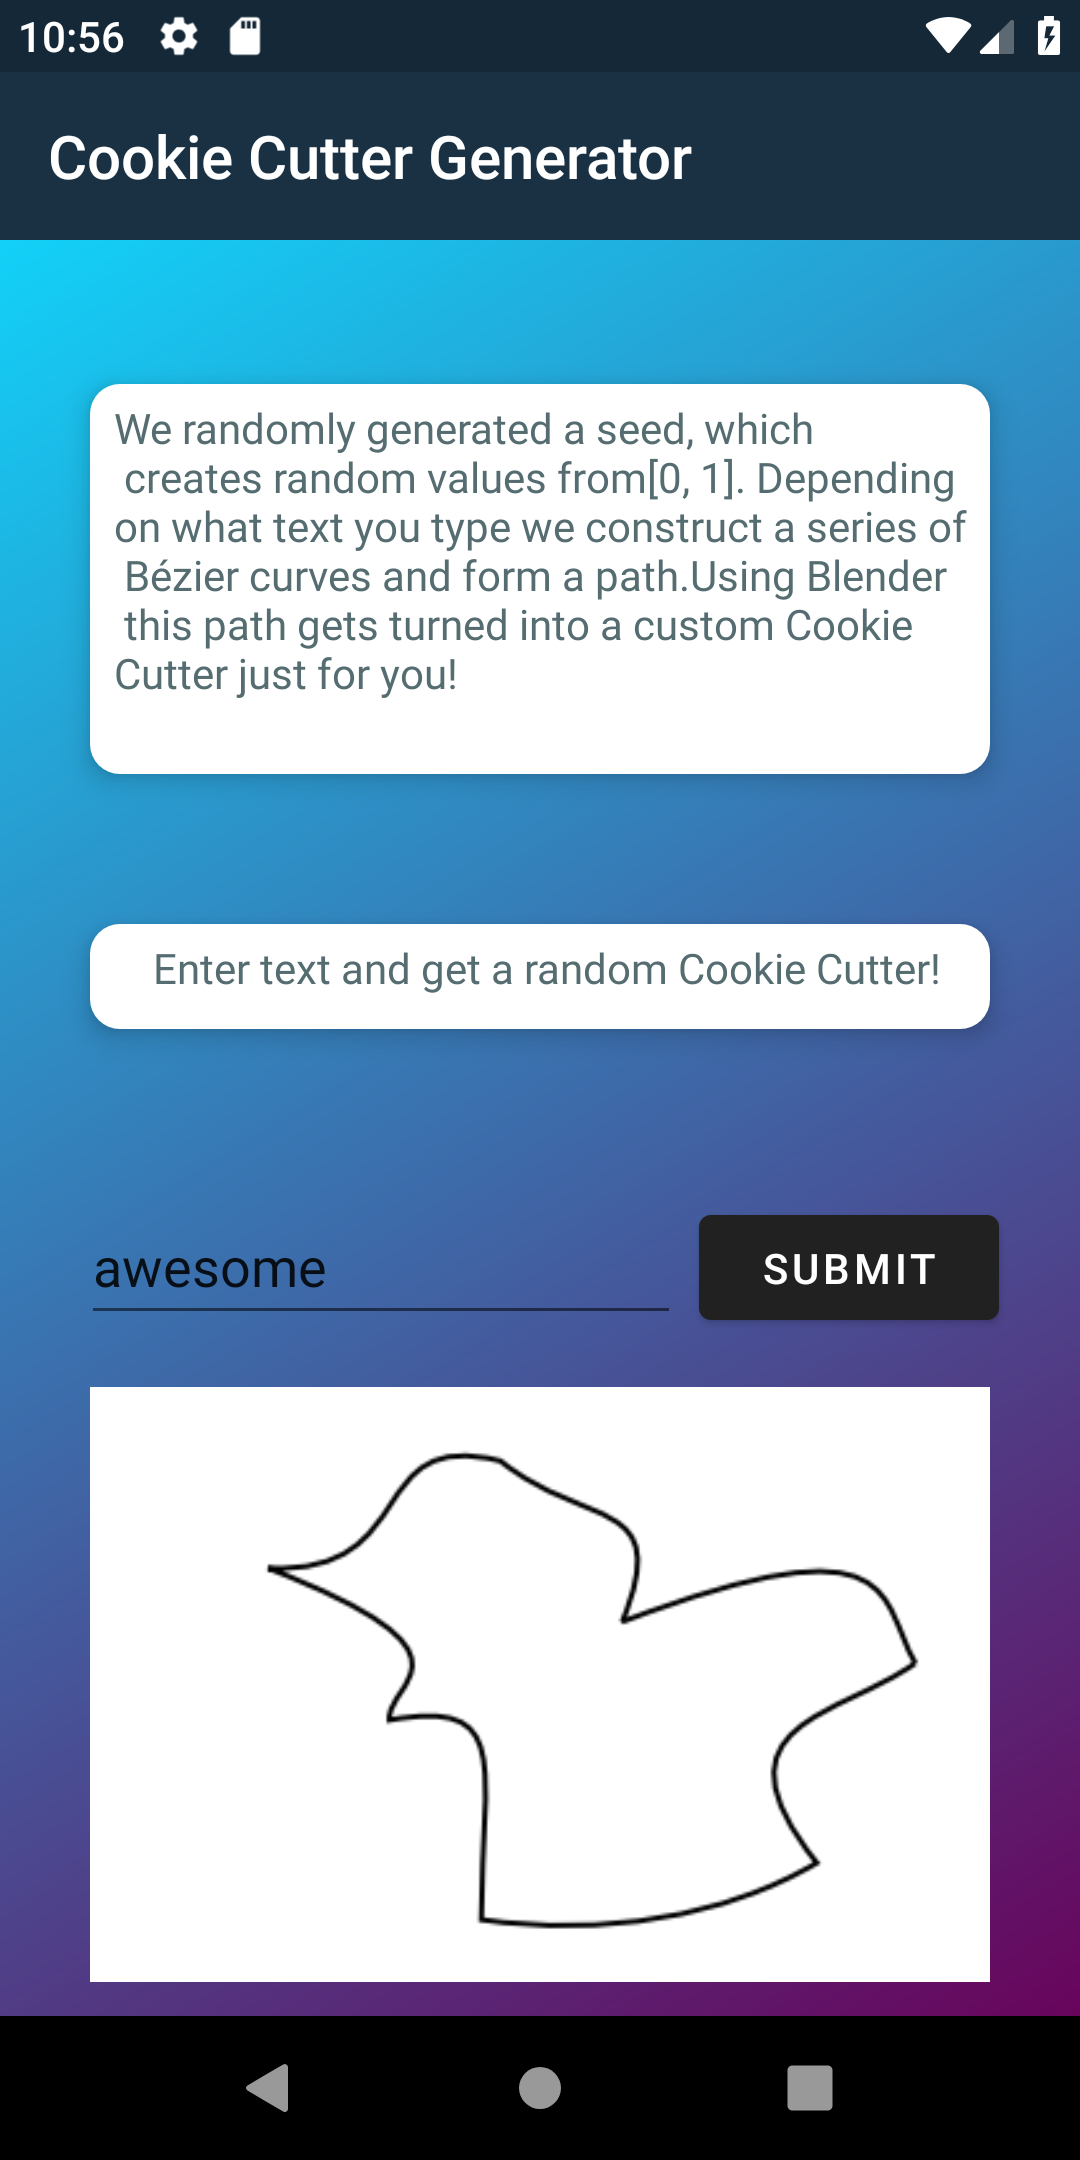 10:56
Cookie Cutter Generator
We randomly generated a seed, which
creates random values from[0, 1]. Depending
on what text you type we construct a series of
Bézier curves and form a path.Using Blender
this path gets turned into a custom Cookie
Cutter just for you!
Enter text and get a random Cookie Cutter!
awesome
SUBMIT